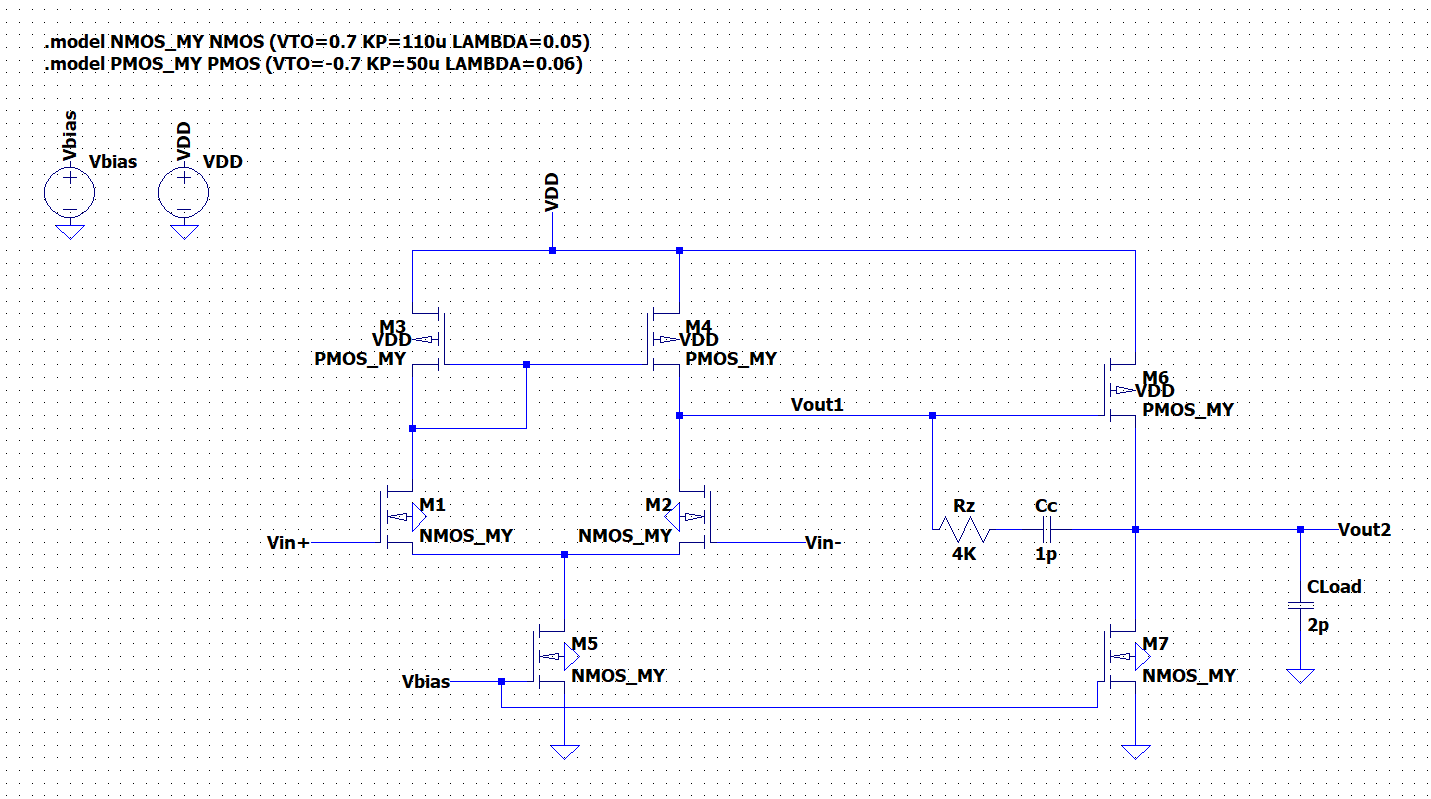 .model NMOS_MY NMOS (VTO=0.7 KP=110u LAMBDA=0.05)
.model PMOS_MY PMOS (VTO=-0.7 KP=50u LAMBDA=0.06)
Vbias
Vbias
VDD
VDD
VDD
M3
VDD
PMOS_MY
M4
VDD
PMOS_MY
M6
VDD
PMOS_MY
Vout1
M1
NMOS_MY
Vin+
M2
NMOS_MY
Vin-
Rz
4K
Cc
1p
Vout2
CLoad
2p
M5
NMOS_MY
Vbias
M7
NMOS_MY